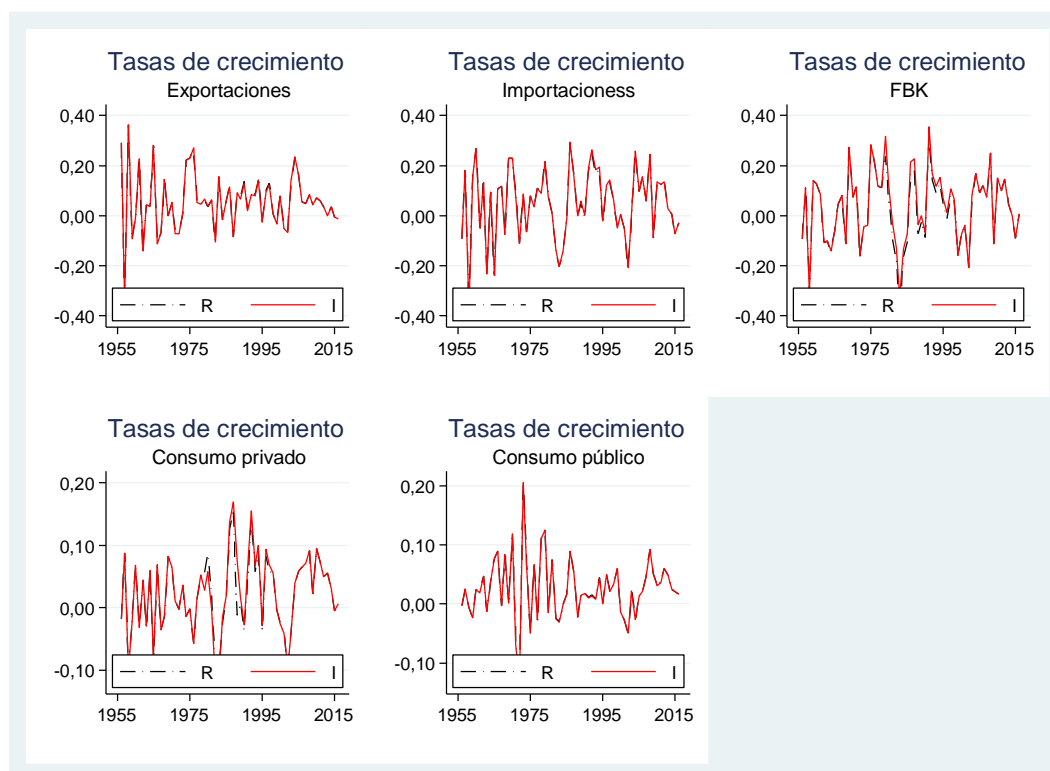 Tasas de crecimiento
Exportaciones
0,40
0,20
0,00
-0,20
-0,40
R
I
1955
1975
1995
2015
Tasas de crecimiento
Importacioness
0,40
0,20
0,00
-0,20
-0,40
R
I
1955
1975
1995
2015
Tasas de crecimiento
FBK
0,40
0,20
0,00
-0,20
-0,40
R
I
1955
1975
1995
2015
Tasas de crecimiento
Consumo privado
0,20
0,10
0,00
-0,10
R
I
1955
1975
1995
2015
Tasas de crecimiento
Consumo público
0,20
0,10
0,00
-0,10
R
I
1955
1975
1995
2015